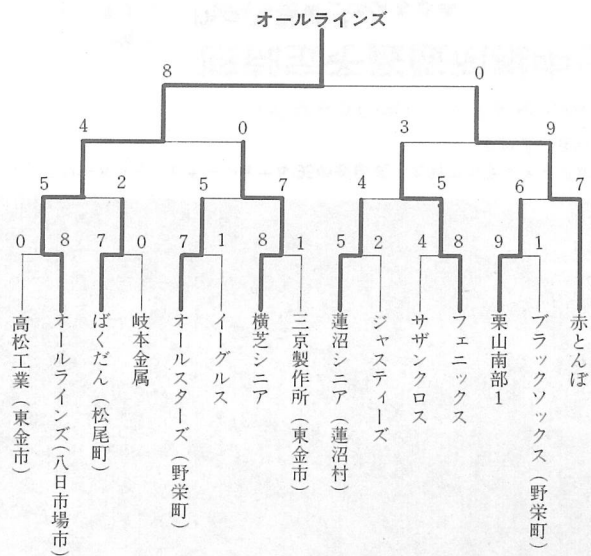 オールラインズ
8 0
4 0 3 9
5 2 5 7 4 5 6 7
0 8 7 0 7 1 8 1 5 2 4 8 9 1
高松工業（東金市）
オールラインズ（八日市場市）
ばくだん（松尾町）
岐本金属
オールスターズ（野栄町）
イーグルス
横芝シニア
三京製作所（東金市）
蓮沼シニア（蓮沼村）
ジャスティーズ
サザンクロス
フェニックス
栗山南部1
ブラックソックス（野栄町）
赤とんぼ